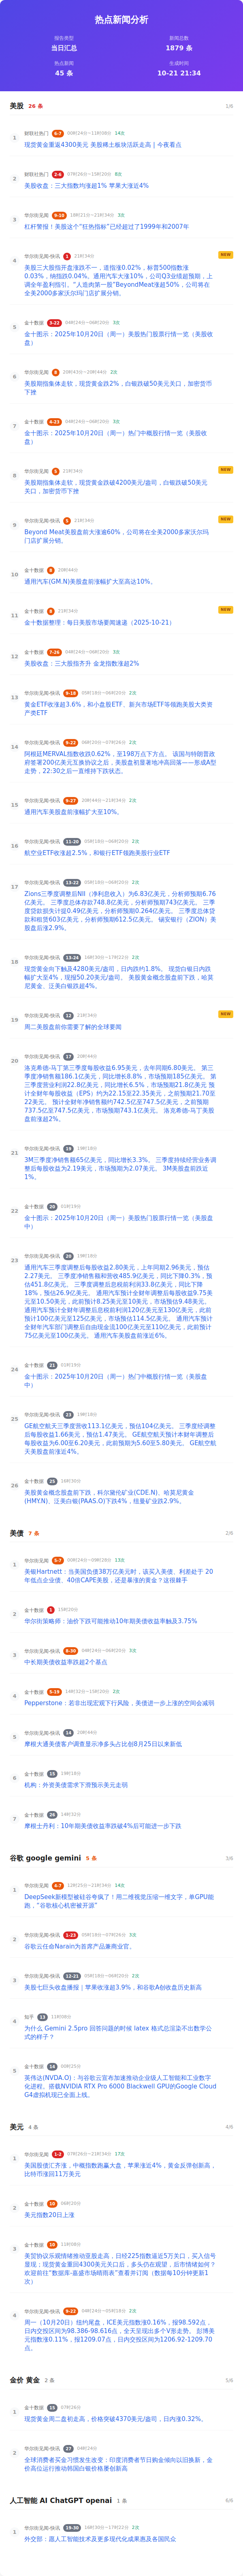 热点新闻分析
报告类型
当日汇总
新闻总数
1879 条
热点新闻
45 条
生成时间
10-21 21:34
美股 26 条
1/6
1
财联社热门 6-7 00时24分~11时08分 14次
现货黄金重返4300美元 美股稀土板块活跃走高 | 今夜看点
2
财联社热门 2-6 07时26分~15时20分 8次
美股收盘：三大指数均涨超1% 苹果大涨近4%
3
华尔街见闻 9-10 18时21分~21时34分 3次
杠杆警报！美股这个“狂热指标”已经超过了1999年和2007年
4
华尔街见闻-快讯 1 21时34分
NEW
美股三大股指开盘涨跌不一，道指涨0.02%，标普500指数涨
0.03%，纳指跌0.04%。通用汽车大涨10%，公司Q3业绩超预期，上
调全年盈利指引。“人造肉第一股”BeyondMeat涨超50%，公司将在
全美2000多家沃尔玛门店扩展分销。
5
金十数据 3-23 04时24分~06时20分 3次
金十图示：2025年10月20日（周一）美股热门股票行情一览（美股收
盘）
6
华尔街见闻 8 20时43分~20时44分 2次
美股期指集体走软，现货黄金跌2%，白银跌破50美元关口，加密货币
下挫
7
金十数据 4-23 04时24分~06时20分 3次
金十图示：2025年10月20日（周一）热门中概股行情一览（美股收
盘）
8
华尔街见闻 5 21时34分
NEW
美股期指集体走软，现货黄金跌破4200美元/盎司，白银跌破50美元
关口，加密货币下挫
9
华尔街见闻-快讯 5 21时34分
NEW
Beyond Meat美股盘前大涨逾60%，公司将在全美2000多家沃尔玛
门店扩展分销。
10
金十数据 8 20时44分
通用汽车(GM.N)美股盘前涨幅扩大至高达10%。
11
金十数据 6 21时34分
NEW
金十数据整理：每日美股市场要闻速递（2025-10-21）
12
金十数据 7-26 04时24分~06时20分 3次
美股收盘：三大股指齐升 金龙指数涨超2%
13
华尔街见闻-快讯 9-18 05时18分~06时20分 2次
黄金ETF收涨超3.6%，和小盘股ETF、新兴市场ETF等领跑美股大类资
产类ETF
14
华尔街见闻-快讯 9-22 06时20分~07时26分 2次
阿根廷MERVAL指数收跌0.62%，至198万点下方点。 该国与特朗普政
府签署200亿美元互换协议之后，美股盘初显著地冲高回落——形成A型
走势，22:30之后一直维持下跌状态。
15
华尔街见闻-快讯 9-27 20时44分~21时34分 2次
通用汽车美股盘前涨幅扩大至10%。
16
华尔街见闻-快讯 11-20 05时18分~06时20分 2次
航空业ETF收涨超2.5%，和银行ETF领跑美股行业ETF
17
华尔街见闻-快讯 13-22 05时18分~06时20分 2次
Zions三季度调整后NII（净利息收入）为6.83亿美元，分析师预期6.76
亿美元。 三季度总体存款748.8亿美元，分析师预期743亿美元。 三季
度贷款损失计提0.49亿美元，分析师预期0.264亿美元。 三季度总体贷
款和租赁603亿美元，分析师预期612.5亿美元。 锡安银行（ZION）美
股盘后涨2.9%。
18
华尔街见闻-快讯 13-24 16时30分~17时22分 2次
现货黄金向下触及4280美元/盎司，日内跌约1.8%。 现货白银日内跌
幅扩大至4%，现报50.20美元/盎司。 美股黄金概念股盘前下跌，哈莫
尼黄金、泛美白银跌超4%。
19
华尔街见闻 12 21时34分
NEW
周二美股盘前你需要了解的全球要闻
20
华尔街见闻-快讯 17 20时44分
洛克希德-马丁第三季度每股收益6.95美元，去年同期6.80美元。 第三
季度净销售额186.1亿美元，同比增长8.8%，市场预期185亿美元。 第
三季度营业利润22.8亿美元，同比增长6.5%，市场预期21.8亿美元 预
计全财年每股收益（EPS）约为22.15至22.35美元，之前预期21.70至
22美元。 预计全财年净销售额约742.5亿至747.5亿美元，之前预期
737.5亿至747.5亿美元，市场预期743.1亿美元。 洛克希德-马丁美股
盘前涨超2%。
21
华尔街见闻-快讯 19 19时18分
3M三季度净销售额65亿美元，同比增长3.3%。 三季度持续经营业务调
整后每股收益为2.19美元，市场预期为2.07美元。 3M美股盘前跌近
1%。
22
金十数据 20 01时19分
金十图示：2025年10月20日（周一）美股热门股票行情一览（美股盘
中）
23
华尔街见闻-快讯 20 19时18分
通用汽车三季度调整后每股收益2.80美元，上年同期2.96美元，预估
2.27美元。 三季度净销售额和营收485.9亿美元，同比下降0.3%，预
估451.8亿美元。 三季度调整后息税前利润33.8亿美元，同比下降
18%，预估26.9亿美元。 通用汽车预计全财年调整后每股收益9.75美
元至10.50美元，此前预计8.25美元至10美元，市场预估9.48美元。
通用汽车预计全财年调整后总税前利润120亿美元至130亿美元，此前
预计100亿美元至125亿美元，市场预估114.5亿美元。 通用汽车预计
全财年汽车部门调整后自由现金流100亿美元至110亿美元，此前预计
75亿美元至100亿美元。 通用汽车美股盘前涨近6%。
24
金十数据 21 01时19分
金十图示：2025年10月20日（周一）热门中概股行情一览（美股盘
中）
25
华尔街见闻-快讯 23 19时18分
GE航空航天三季度营收113.1亿美元，预估104亿美元。 三季度经调整
后每股收益1.66美元，预估1.47美元。 GE航空航天预计本财年调整后
每股收益为6.00至6.20美元，此前预期为5.60至5.80美元。 GE航空航
天美股盘前涨近4%。
26
金十数据 25 16时30分
美股黄金概念股盘前下跌，科尔黛伦矿业(CDE.N)、哈莫尼黄金
(HMY.N)、泛美白银(PAAS.O)下跌4%，纽曼矿业跌2.9%。
美债 7 条
2/6
1
华尔街见闻 5-7 00时24分~09时28分 13次
美银Hartnett：当美国负债38万亿美元时，该买入美债、利差处于 20
年低点企业债、40倍CAPE美股，还是暴涨的黄金？这很棘手
2
金十数据 1 15时20分
华尔街策略师：油价下跌可能推动10年期美债收益率触及3.75%
3
华尔街见闻-快讯 8-30 04时24分~06时20分 3次
中长期美债收益率跌超2个基点
4
金十数据 5-19 14时32分~15时20分 2次
Pepperstone：若非出现宏观下行风险，美债进一步上涨的空间会减弱
5
华尔街见闻-快讯 14 20时44分
摩根大通美债客户调查显示净多头占比创8月25日以来新低
6
金十数据 15 19时18分
机构：外资美债需求下滑预示美元走弱
7
金十数据 26 14时32分
摩根士丹利：10年期美债收益率跌破4%后可能进一步下跌
谷歌 google gemini 5 条
3/6
1
华尔街见闻 4-7 12时25分~21时34分 14次
DeepSeek新模型被硅谷夸疯了！用二维视觉压缩一维文字，单GPU能
跑，“谷歌核心机密被开源”
2
华尔街见闻-快讯 1-23 05时18分~07时26分 3次
谷歌云任命Narain为首席产品兼商业官。
3
华尔街见闻-快讯 12-21 05时18分~06时20分 2次
美股七巨头收盘播报｜苹果收涨超3.9%，和谷歌A创收盘历史新高
4
知乎 13 11时08分
为什么 Gemini 2.5pro 回答问题的时候 latex 格式总渲染不出数学公
式的样子？
5
金十数据 14 02时25分
英伟达(NVDA.O)：与谷歌云宣布加速推动企业级人工智能和工业数字
化进程。搭载NVIDIA RTX Pro 6000 Blackwell GPU的Google Cloud
G4虚拟机现已全面上线。
美元 4 条
4/6
1
华尔街见闻 1-2 07时26分~21时34分 17次
美国股债汇齐涨，中概指数跑赢大盘，苹果涨近4%，黄金反弹创新高，
比特币涨回11万美元
2
金十数据 10 06时20分
美元指数20日上涨
3
金十数据 10 11时08分
美贸协议示观情绪推动亚股走高，日经225指数逼近5万关口，买入信号
显现；现货黄金重回4300美元关口后，多头仍在观望，后市情绪如何？
欢迎前往“数据库-嘉盛市场晴雨表”查看并订阅（数据每10分钟更新1
次）
4
华尔街见闻-快讯 9-22 04时24分~05时18分 2次
周一（10月20日）纽约尾盘，ICE美元指数涨0.16%，报98.592点，
日内交投区间为98.386-98.616点，全天呈现出多个V形走势。 彭博美
元指数涨0.11%，报1209.07点，日内交投区间为1206.92-1209.70
点。
金价 黄金 2 条
5/6
1
金十数据 15 07时26分
现货黄金周二盘初走高，价格突破4370美元/盎司，日内涨0.32%。
2
华尔街见闻-快讯 27 04时24分
全球消费者买金习惯发生改变：印度消费者节日购金倾向以旧换新，金
价高位运行推动韩国白银价格屡创新高
人工智能 AI ChatGPT openai 1 条
6/6
1
华尔街见闻-快讯 19-30 16时30分~17时22分 2次
外交部：愿人工智能技术及更多现代化成果惠及各国民众